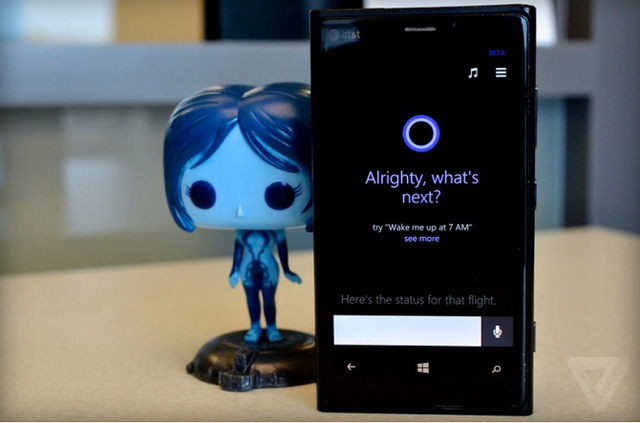 at&t
BETA
Alrighty, what's
next?
try "Wake me up at 7 AM"
see more
Here's the status for that flight.